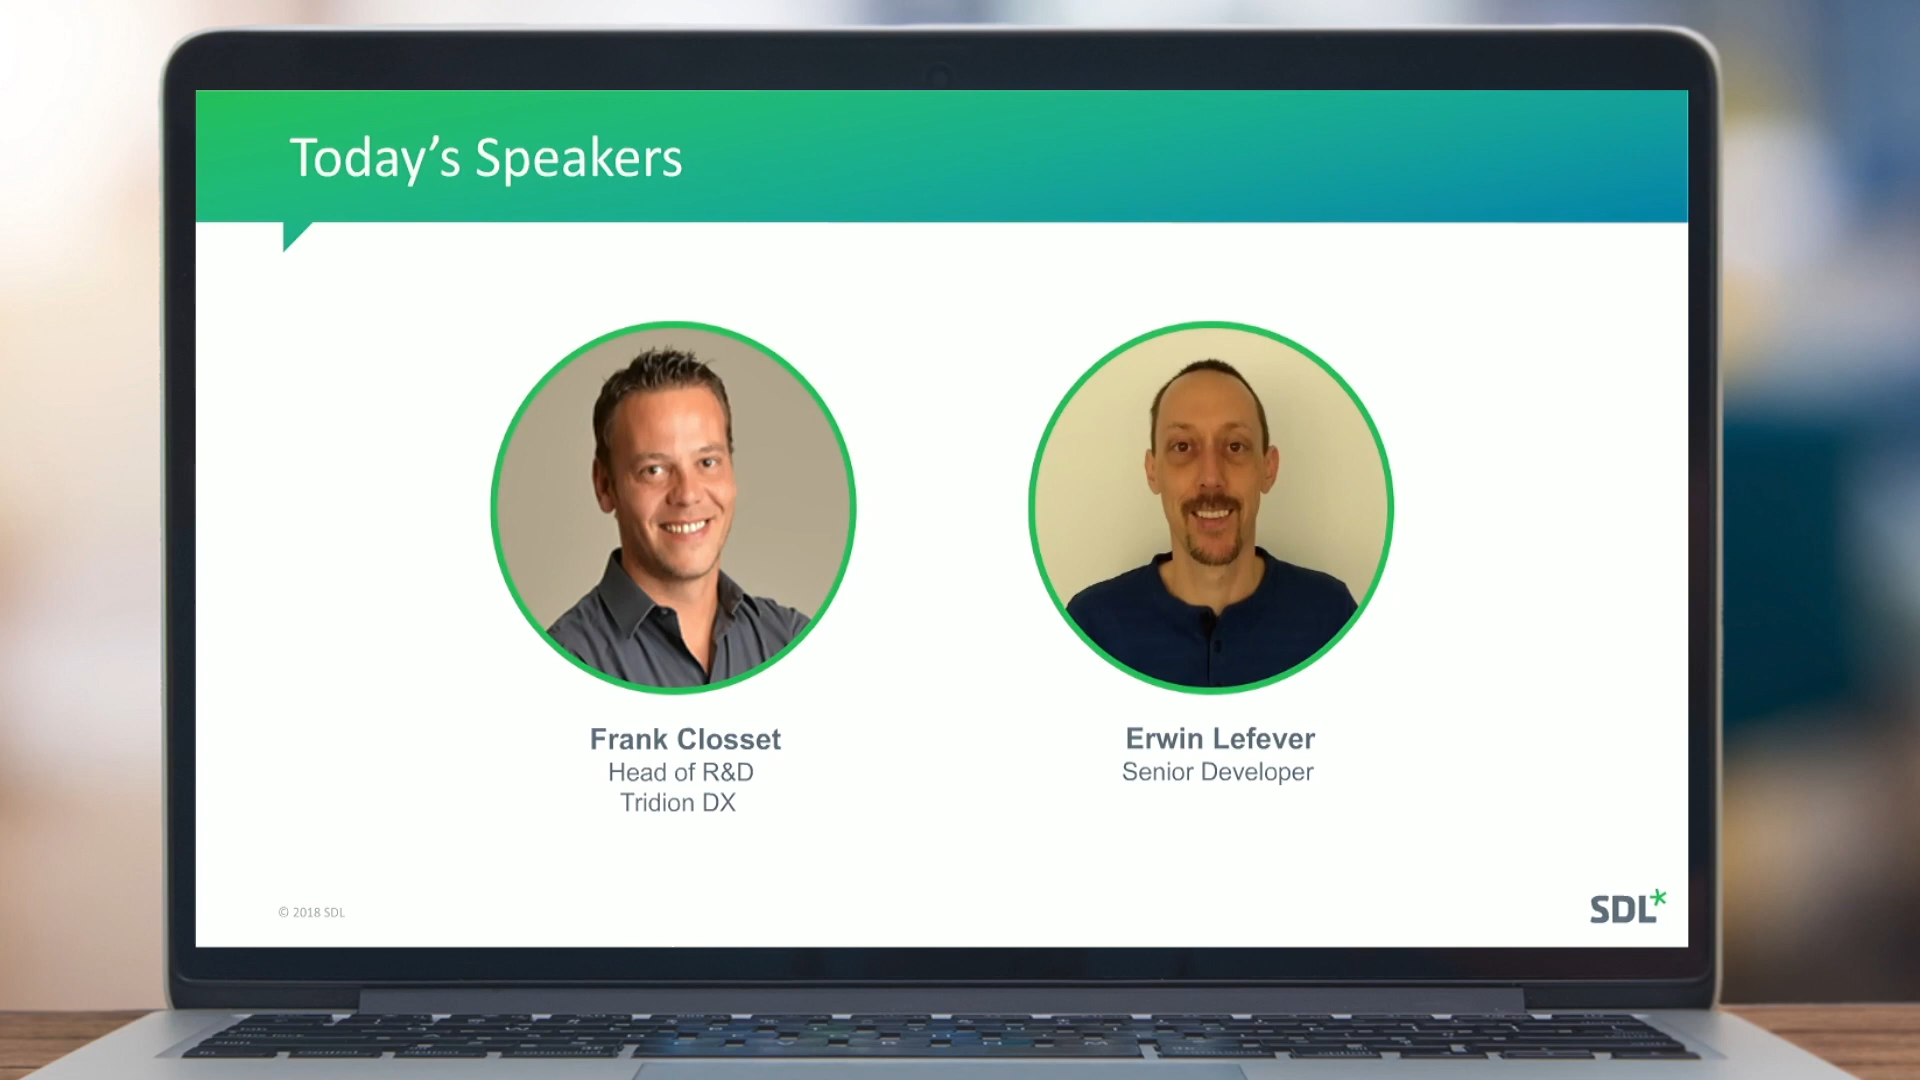 Today's Speakers
Frank Closset
Head of R&D
Tridion DX
Erwin Lefever
Senior Developer
© 2018 SDL
SDL*